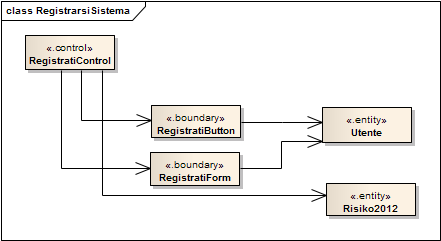 class RegistrarsiSistema
«.control»
RegistratiControl
«.boundary»
RegistratiButton
«.entity»
Utente
«.boundary»
RegistratiForm
«.entity»
Risiko2012